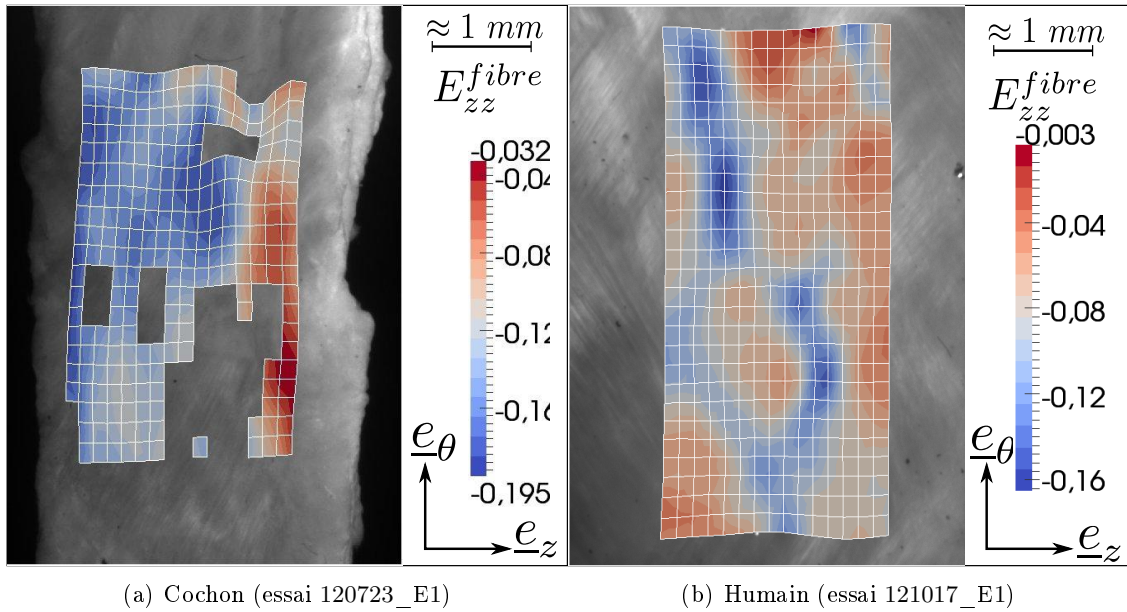 ≈ 1 mm
E_zz^fibre
-0,032
-0,04
-0,08
-0,12
-0,16
-0,195
e_θ
e_z
(a) Cochon (essai 120723_E1)
≈ 1 mm
E_zz^fibre
-0,003
-0,04
-0,08
-0,12
-0,16
e_θ
e_z
(b) Humain (essai 121017_E1)